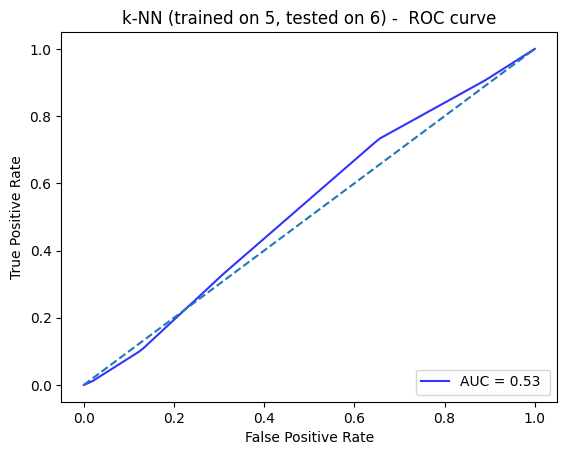 k-NN (trained on 5, tested on 6) -  ROC curve
True Positive Rate
1.0
0.8
0.6
0.4
0.2
0.0
AUC = 0.53
0.0 0.2 0.4 0.6 0.8 1.0
False Positive Rate